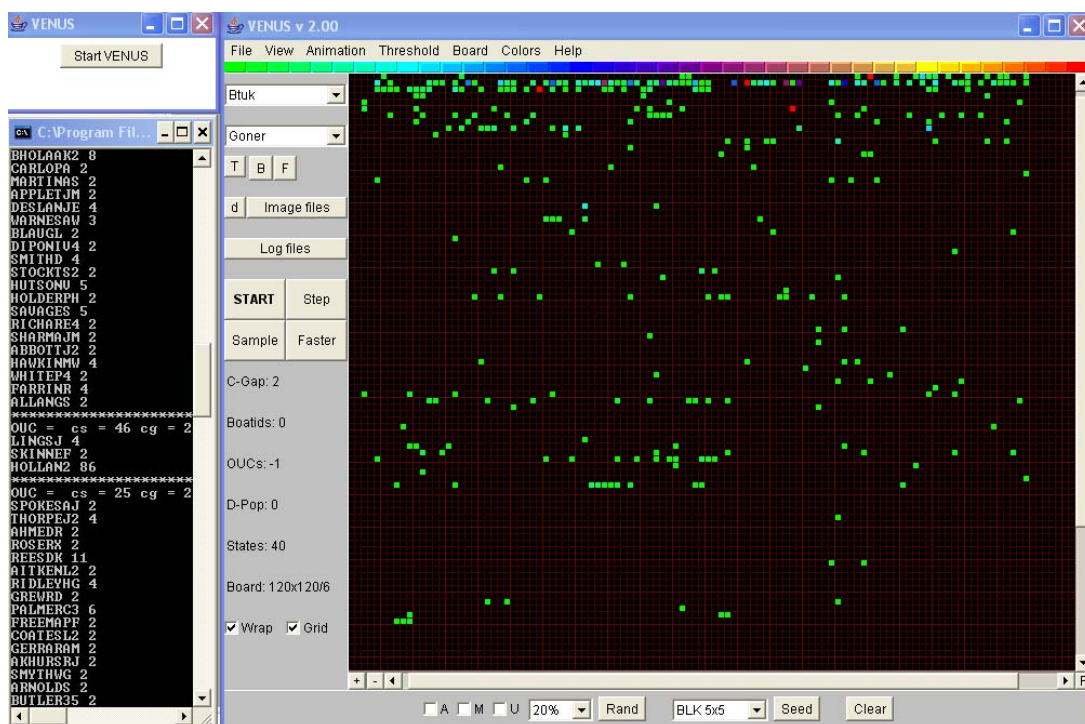 VENUS
Start VENUS
C:\Program Fil...
BHOLAAK2 8
CARLOPA 2
MARTINAS 2
APPLETJM 2
DESLANJE 4
WARNESAW 3
BLAUGL 2
DIPONIV4 2
SMITHD 4
STOCKTS2 2
HUTSONV 5
HOLDERPH 2
SAVAGES 5
RICHARE4 2
SHARMAJM 2
ABBOTTJ2 2
HAWKINMW 4
WHITEP4 2
FARRINR 4
ALLANGS 2
************************
OUC =  cs = 46 cg = 2
LINGSJ 4
SKINNEF 2
HOLLAN2 86
************************
OUC =  cs = 25 cg = 2
SPOKESAJ 2
THORPEJ2 4
AHMEDR 2
ROSERX 2
REESDK 11
AITKENL2 2
RIDLEYHG 4
GREWRD 2
PALMERC3 6
FREEMAPF 2
COATESL2 2
GERRARAM 2
AKHURSRJ 2
SMYTHWG 2
ARNOLDS 2
BUTLER35 2
VENUS v 2.00
File View Animation Threshold Board Colors Help
Btuk
Goner
T B F
d Image files
Log files
START Step
Sample Faster
C-Gap: 2
Boatids: 0
OUCs: -1
D-Pop: 0
States: 40
Board: 120x120/6
Wrap Grid
+ -
A M U 20% Rand BLK 5x5 Seed Clear